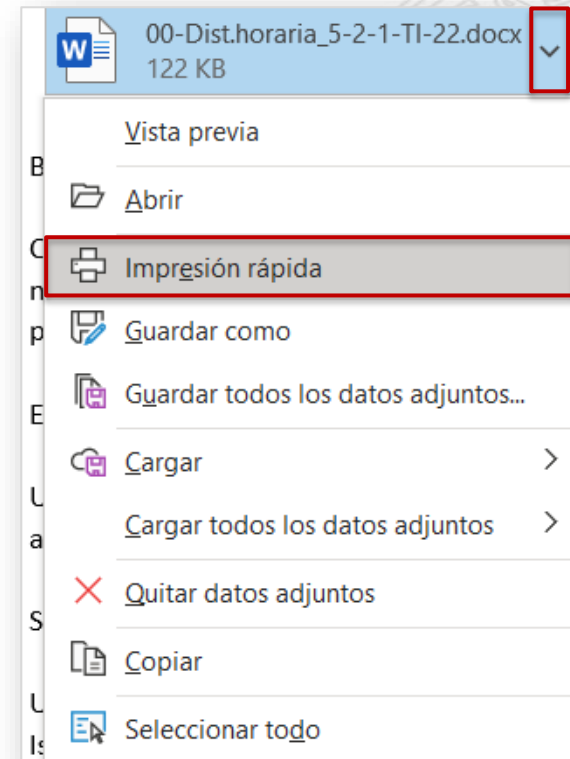 00-Dist.horaria_5-2-1-TI-22.docx
122 KB
Vista previa
Abrir
Impresión rápida
Guardar como
Guardar todos los datos adjuntos...
Cargar
Cargar todos los datos adjuntos
Quitar datos adjuntos
Copiar
Seleccionar todo